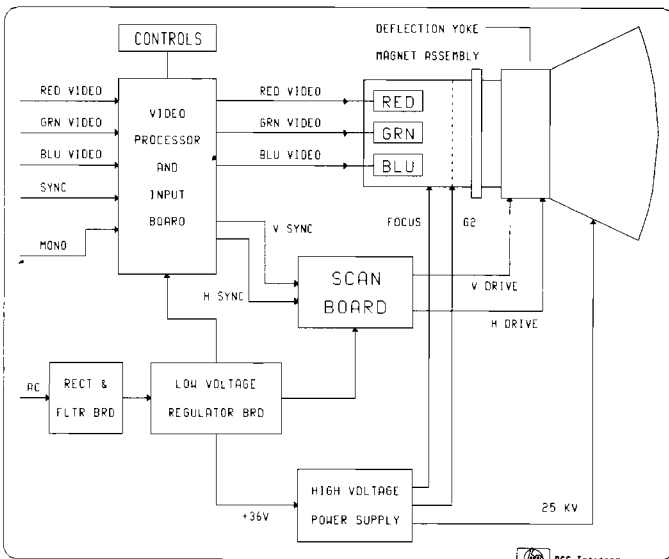 DEFLECTION YOKE
CONTROLS
MAGNET ASSEMBLY
RED VIDEO
RED VIDEO
VIDEO
RED
GRN VIDEO
PROCESSOR
GRN VIDEO
GRN
BLU VIDEO
AND
BLU VIDEO
BLU
SYNC
INPUT
BOARD
FOCUS
G2
V SYNC
MONO
SCAN
BOARD
H SYNC
V DRIVE
H DRIVE
AC
RECT &
FLTR BRD
LOW VOLTAGE
REGULATOR BRD
HIGH VOLTAGE
POWER SUPPLY
+36V
25 KV